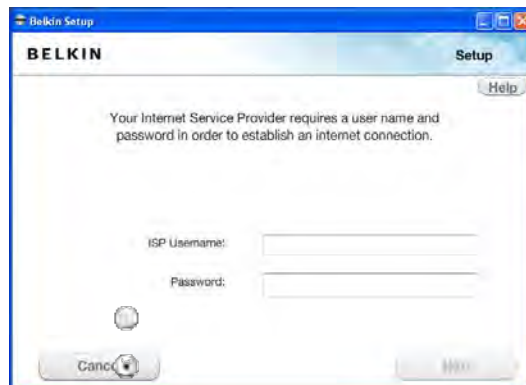 Belkin Setup
BELKIN
Setup
Help
Your Internet Service Provider requires a user name and
password in order to establish an internet connection.
ISP Username:
Password: